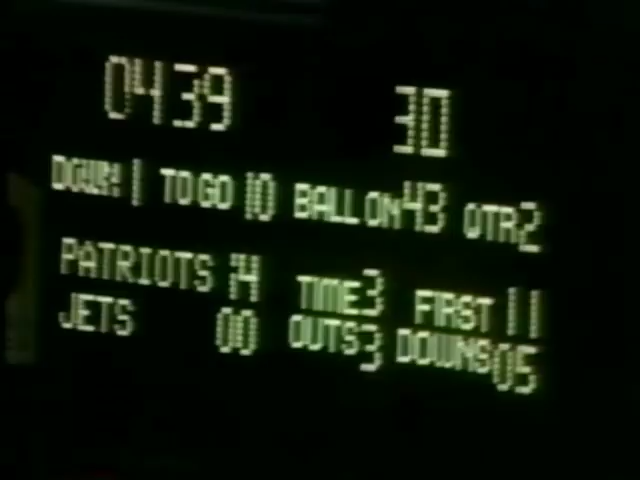 0439 30
DOWN 1 TO GO 10 BALL ON 43 QTR 2
PATRIOTS 14 TIME 3 FIRST 11
JETS 00 OUTS 3 DOWNS 05